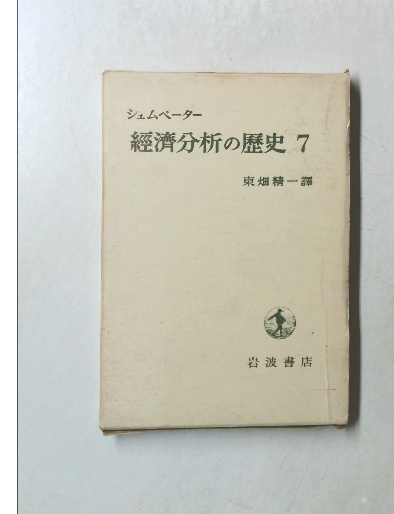 シュムペーター
經濟分析の歴史 7
東畑精一譯
岩波書店